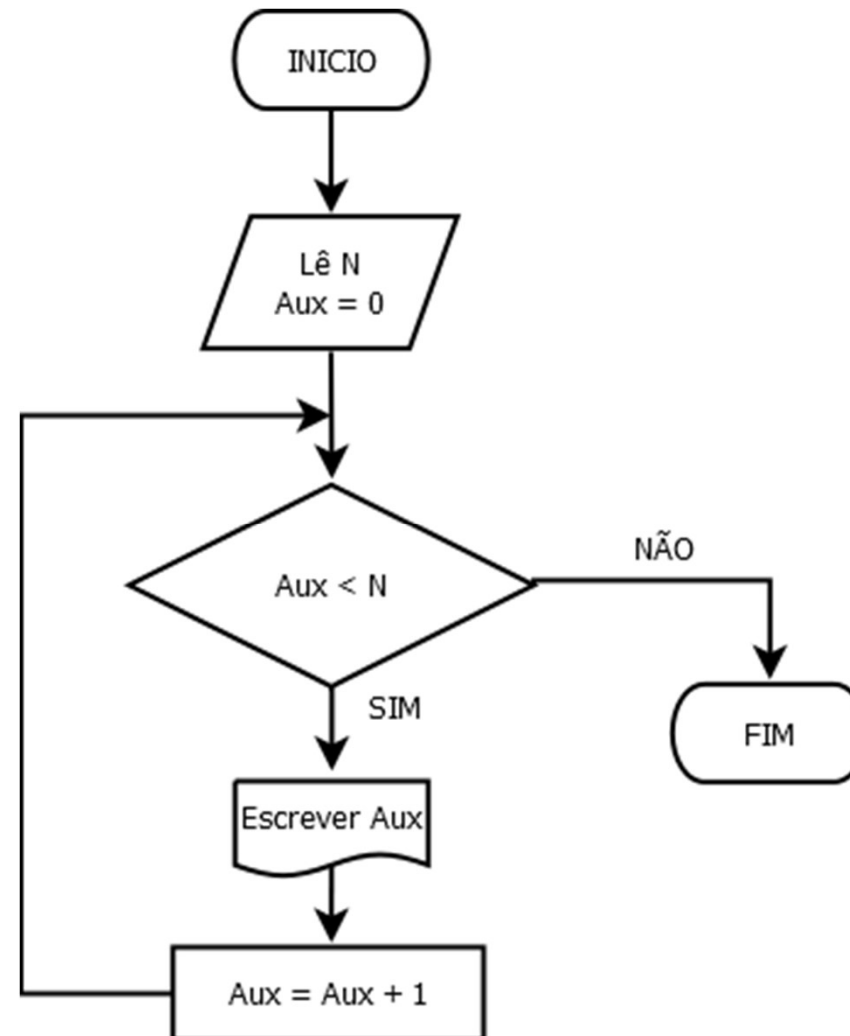 INICIO
Lê N
Aux = 0
Aux < N
NÃO
SIM
FIM
Escrever Aux
Aux = Aux + 1